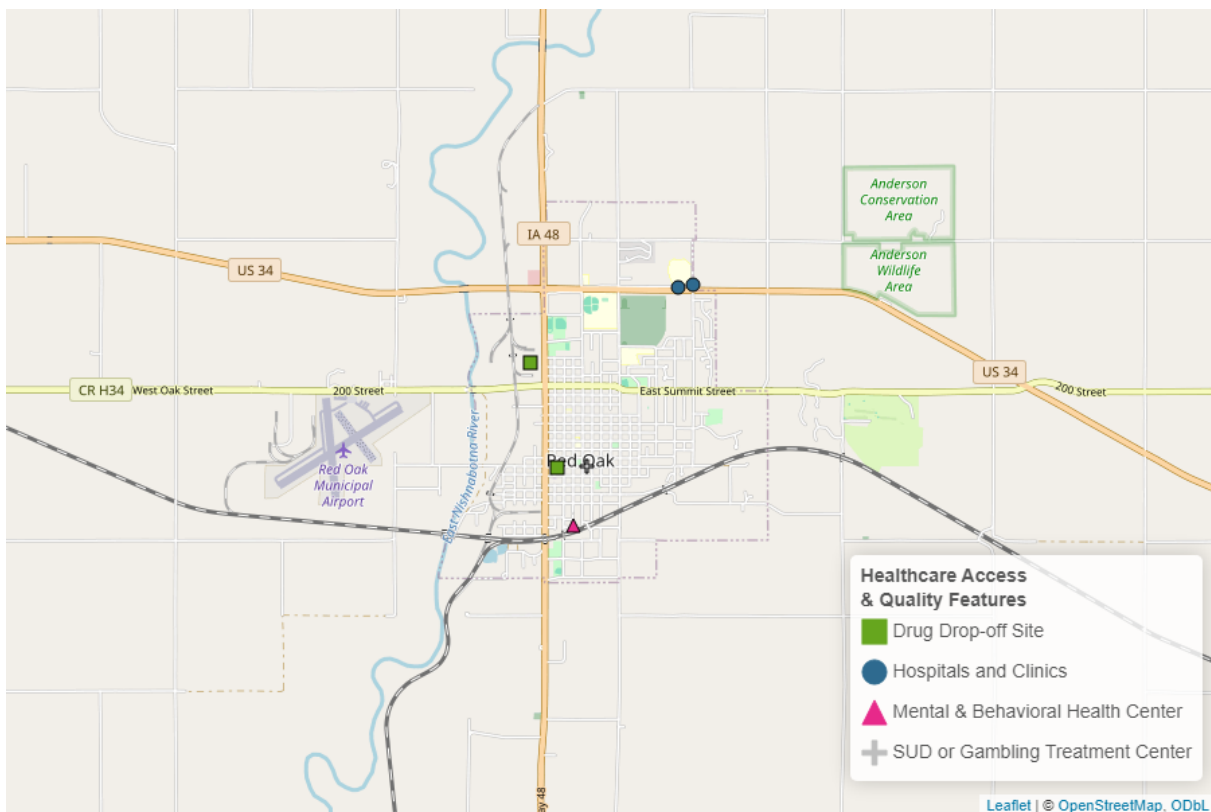 Anderson
Conservation
Area
IA 48
US 34
Anderson
Wildlife
Area
US 34
CR H34
West Oak Street
200 Street
East Summit Street
200 Street
Red Oak
Red Oak
Municipal
Airport
East Nishnabotna River
ay 48
Healthcare Access
& Quality Features
Drug Drop-off Site
Hospitals and Clinics
Mental & Behavioral Health Center
SUD or Gambling Treatment Center
Leaflet | © OpenStreetMap, ODbL